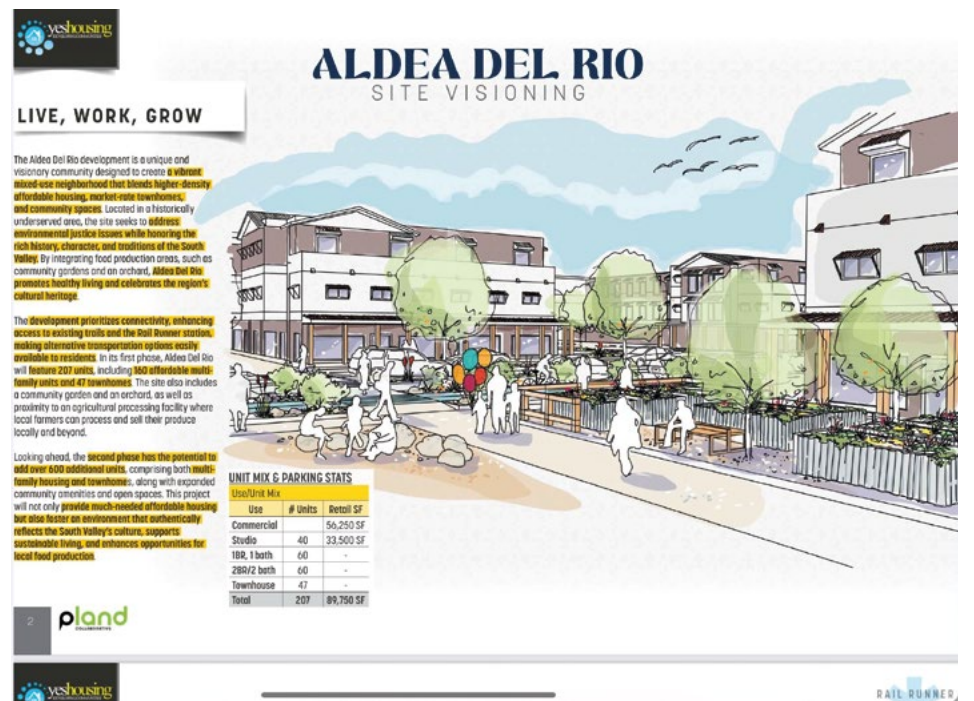 yeshousing
ALDEA DEL RIO
SITE VISIONING
LIVE, WORK, GROW
The Aldea Del Rio development is a unique and
visionary community designed to create a vibrant
mixed-use neighborhood that blends higher-density
affordable housing, market-rate townhomes,
and community spaces. Located in a historically
underserved area, the site seeks to address
environmental justice issues while honoring the
rich history, character, and traditions of the South
Valley. By integrating food production areas, such as
community gardens and an orchard, Aldea Del Rio
promotes healthy living and celebrates the region's
cultural heritage.
The development prioritizes connectivity, enhancing
access to existing trails and the Rail Runner station,
making alternative transportation options easily
available to residents. In its first phase, Aldea Del Rio
will feature 207 units, including 160 affordable multi-
family units and 47 townhomes. The site also includes
a community garden and an orchard, as well as
proximity to an agricultural processing facility where
local farmers can process and sell their produce
locally and beyond.
Looking ahead, the second phase has the potential to
add over 600 additional units, comprising both multi-
family housing and townhomes, along with expanded
community amenities and open spaces. This project
will not only provide much-needed affordable housing
but also foster an environment that authentically
reflects the South Valley's culture, supports
sustainable living, and enhances opportunities for
local food production.
UNIT MIX & PARKING STATS
Use/Unit Mix
Use # Units Retail SF
Commercial 56,250 SF
Studio 40 33,500 SF
1BR, 1 bath 60 -
2BR/2 bath 60 -
Townhouse 47 -
Total 207 89,750 SF
2
pland
COLLABORATIVE
yeshousing
RAIL RUNNER